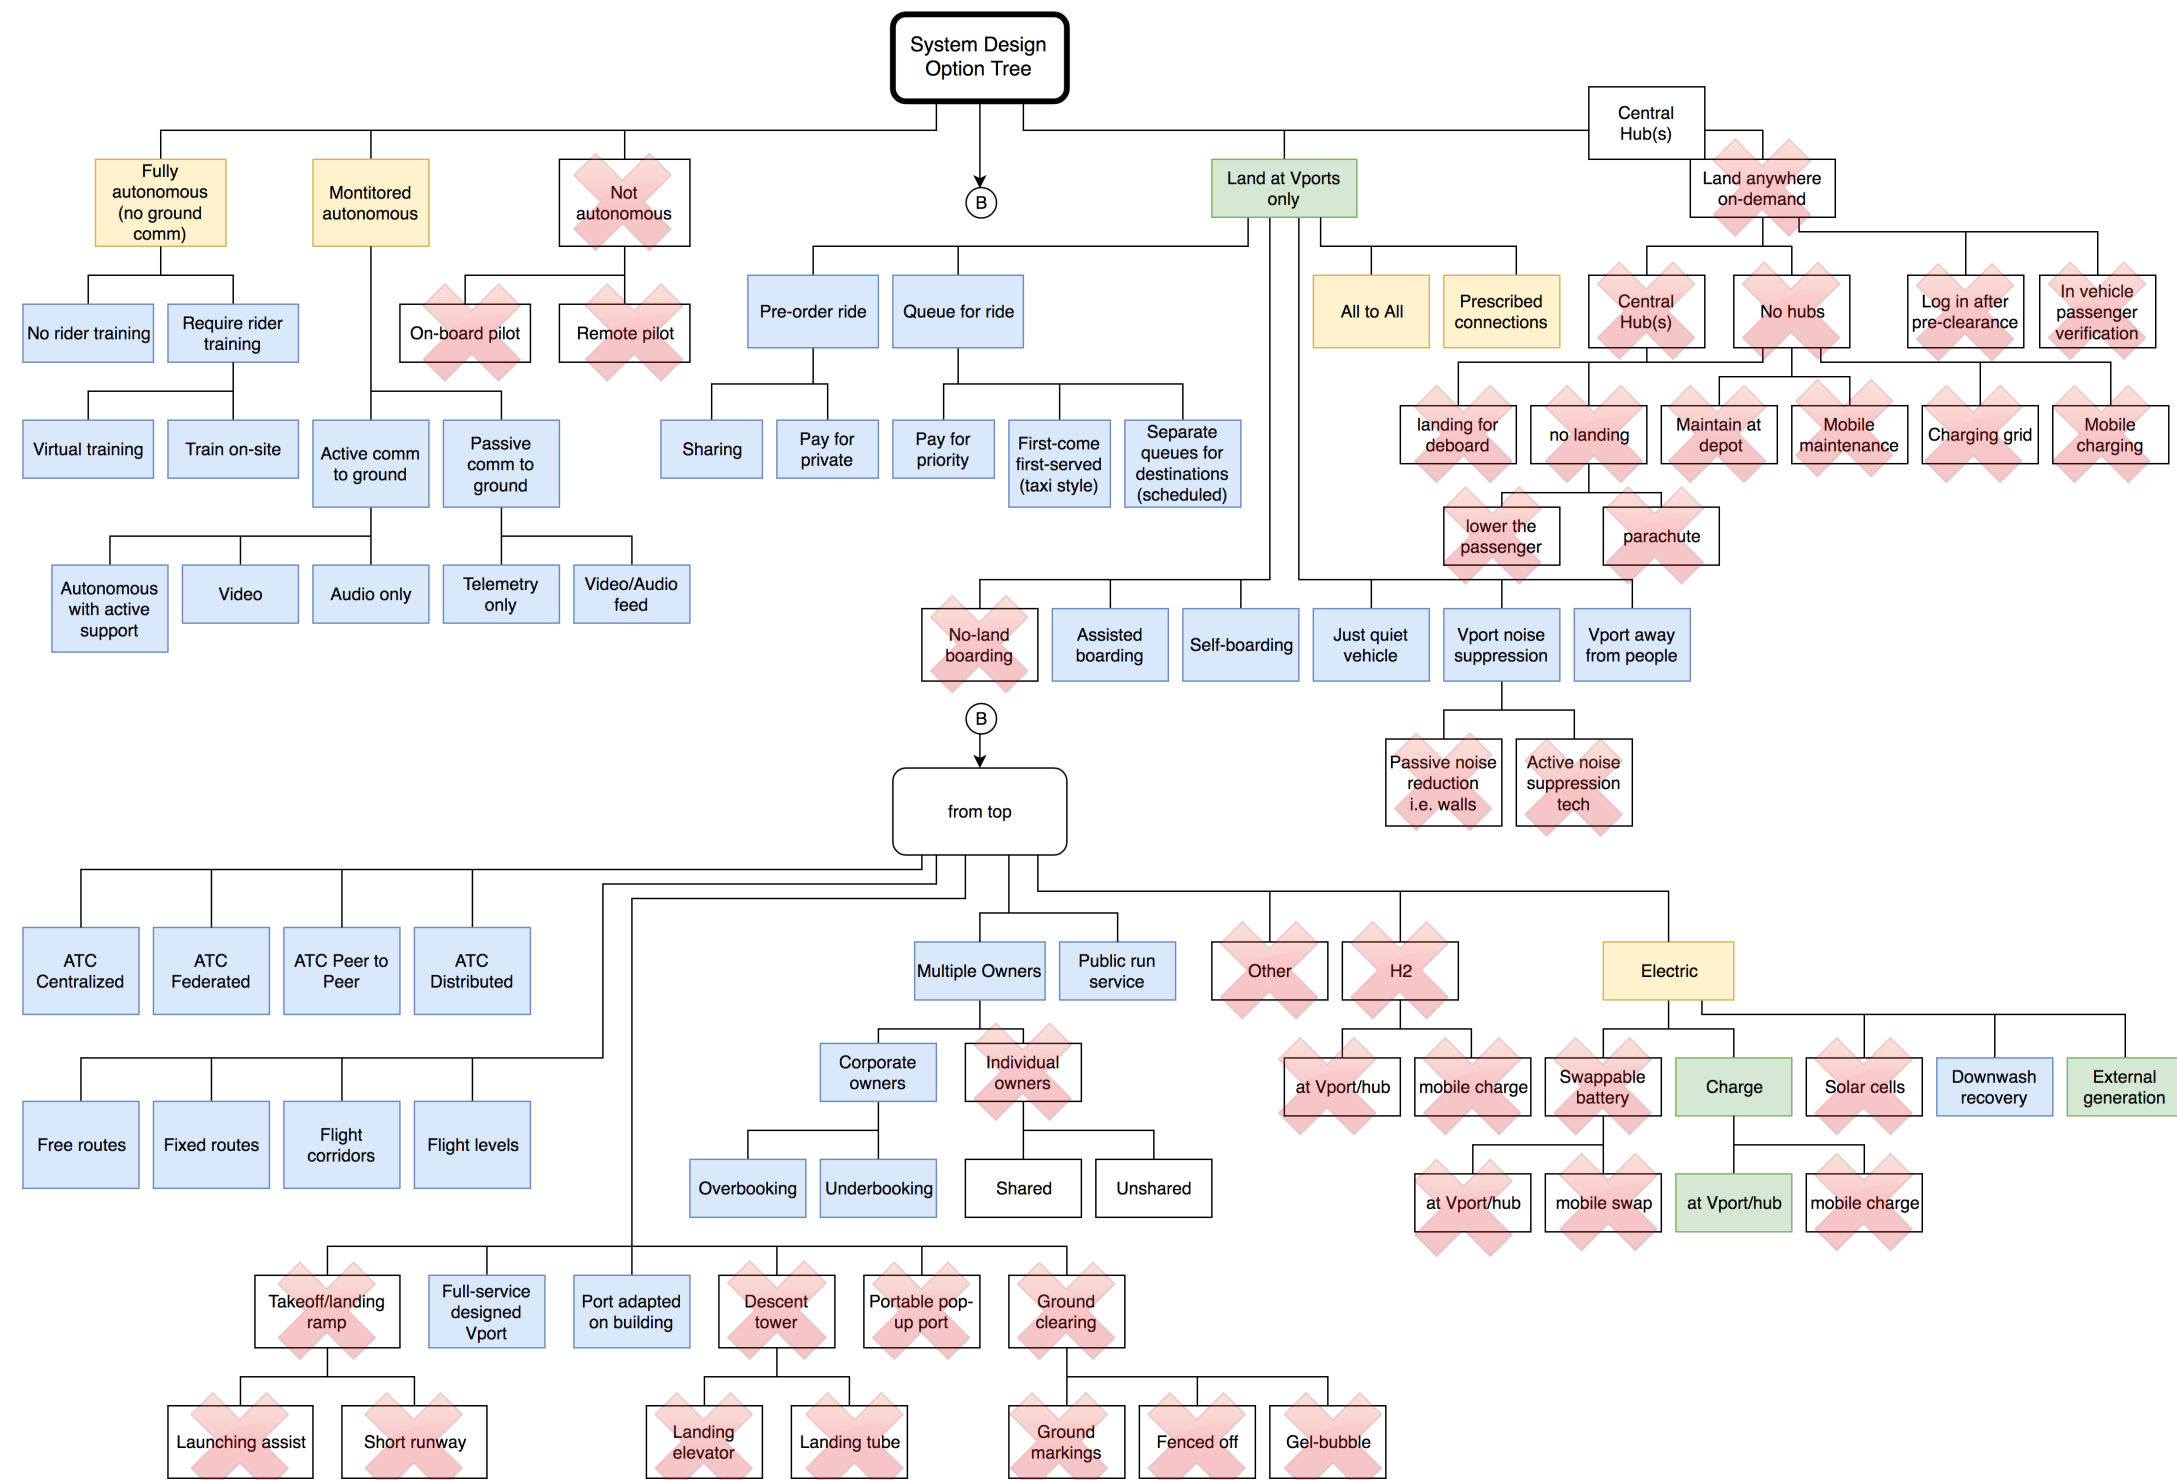 System Design
Option Tree
Central
Hub(s)
Fully
autonomous
(no ground
comm)
Montitored
autonomous
Not
autonomous
B
Land at Vports
only
Land anywhere
on-demand
No rider training
Require rider
training
On-board pilot
Remote pilot
Pre-order ride
Queue for ride
All to All
Prescribed
connections
Central
Hub(s)
No hubs
Log in after
pre-clearance
In vehicle
passenger
verification
Virtual training
Train on-site
Active comm
to ground
Passive
comm to
ground
Sharing
Pay for
private
Pay for
priority
First-come
first-served
(taxi style)
Separate
queues for
destinations
(scheduled)
landing for
deboard
no landing
Maintain at
depot
Mobile
maintenance
Charging grid
Mobile
charging
lower the
passenger
parachute
Autonomous
with active
support
Video
Audio only
Telemetry
only
Video/Audio
feed
No-land
boarding
Assisted
boarding
Self-boarding
Just quiet
vehicle
Vport noise
suppression
Vport away
from people
B
Passive noise
reduction
i.e. walls
Active noise
suppression
tech
from top
ATC
Centralized
ATC
Federated
ATC Peer to
Peer
ATC
Distributed
Multiple Owners
Public run
service
Other
H2
Electric
Corporate
owners
Individual
owners
at Vport/hub
mobile charge
Swappable
battery
Charge
Solar cells
Downwash
recovery
External
generation
Free routes
Fixed routes
Flight
corridors
Flight levels
Overbooking
Underbooking
Shared
Unshared
at Vport/hub
mobile swap
at Vport/hub
mobile charge
Takeoff/landing
ramp
Full-service
designed
Vport
Port adapted
on building
Descent
tower
Portable pop-
up port
Ground
clearing
Launching assist
Short runway
Landing
elevator
Landing tube
Ground
markings
Fenced off
Gel-bubble